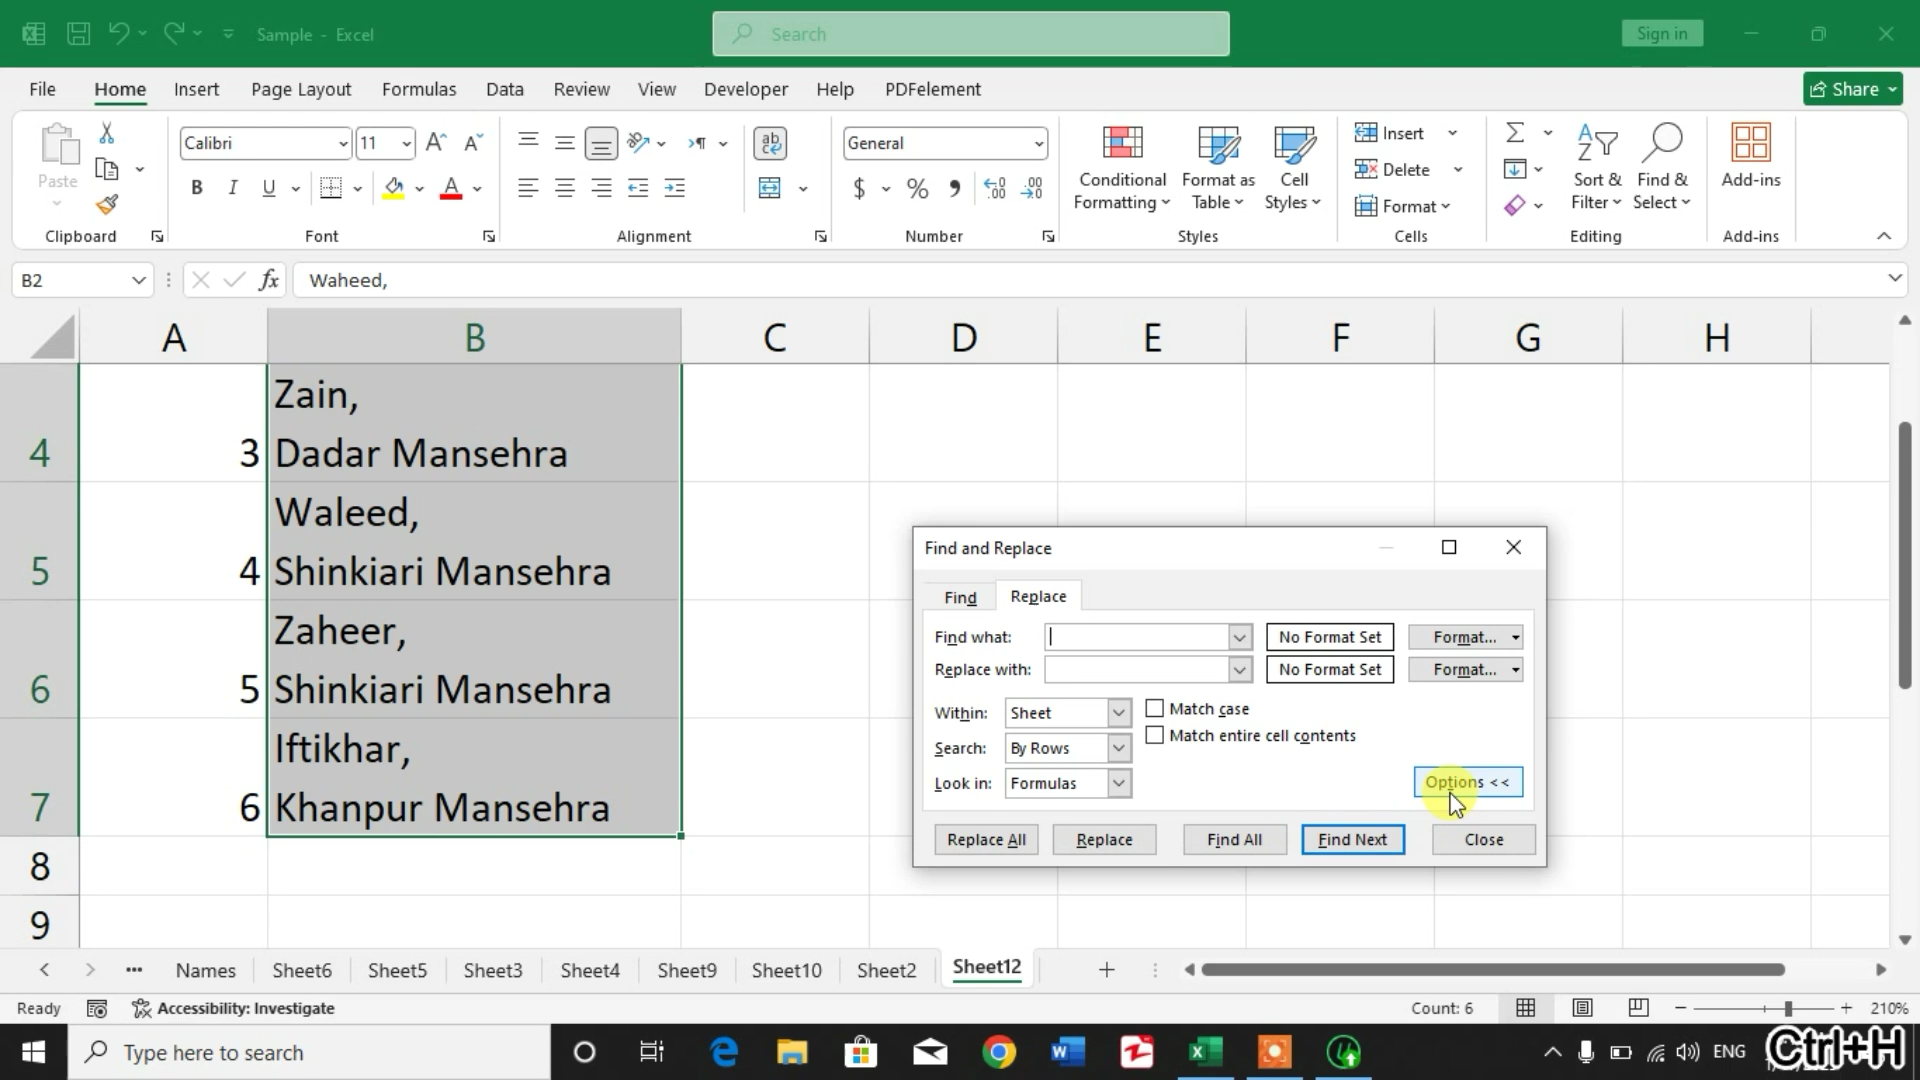 Sample - Excel
Search
Sign in
File Home Insert Page Layout Formulas Data Review View Developer Help PDFelement
Share
Paste
Clipboard
Calibri 11
B I U
Font
ab
Alignment
General
$ % 9
Number
Conditional Formatting
Format as Table
Cell Styles
Styles
Insert
Delete
Format
Cells
Sort & Filter
Find & Select
Editing
Add-ins
Add-ins
B2 fx Waheed,
A B C D E F G H
Zain,
4 3 Dadar Mansehra
Waleed,
5 4 Shinkiari Mansehra
Zaheer,
6 5 Shinkiari Mansehra
Iftikhar,
7 6 Khanpur Mansehra
8
9
Find and Replace
Find Replace
Find what: No Format Set Format...
Replace with: No Format Set Format...
Within: Sheet Match case
Match entire cell contents
Search: By Rows
Look in: Formulas Options <<
Replace All Replace Find All Find Next Close
Names Sheet6 Sheet5 Sheet3 Sheet4 Sheet9 Sheet10 Sheet2 Sheet12
Ready Accessibility: Investigate Count: 6 210%
Type here to search
ENG
Ctrl+H